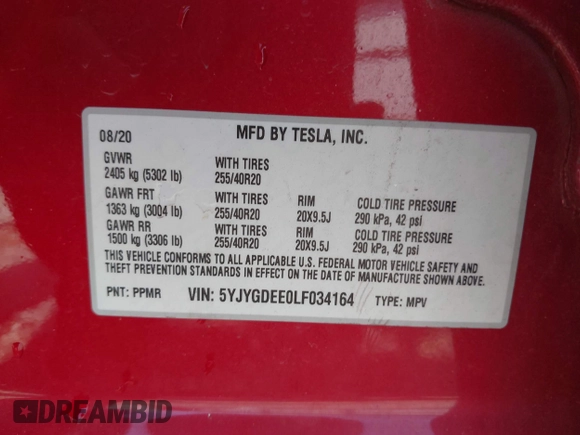 08/20 MFD BY TESLA, INC.
GVWR WITH TIRES
2405 kg (5302 lb) 255/40R20
GAWR FRT WITH TIRES RIM COLD TIRE PRESSURE
1363 kg (3004 lb) 255/40R20 20X9.5J 290 kPa, 42 psi
GAWR RR WITH TIRES RIM COLD TIRE PRESSURE
1500 kg (3306 lb) 255/40R20 20X9.5J 290 kPa, 42 psi
THIS VEHICLE CONFORMS TO ALL APPLICABLE U.S. FEDERAL MOTOR VEHICLE SAFETY AND
THEFT PREVENTION STANDARDS IN EFFECT ON THE DATE OF MANUFACTURE SHOWN ABOVE.
PNT: PPMR VIN: 5YJYGDEE0LF034164 TYPE: MPV
DREAMBID